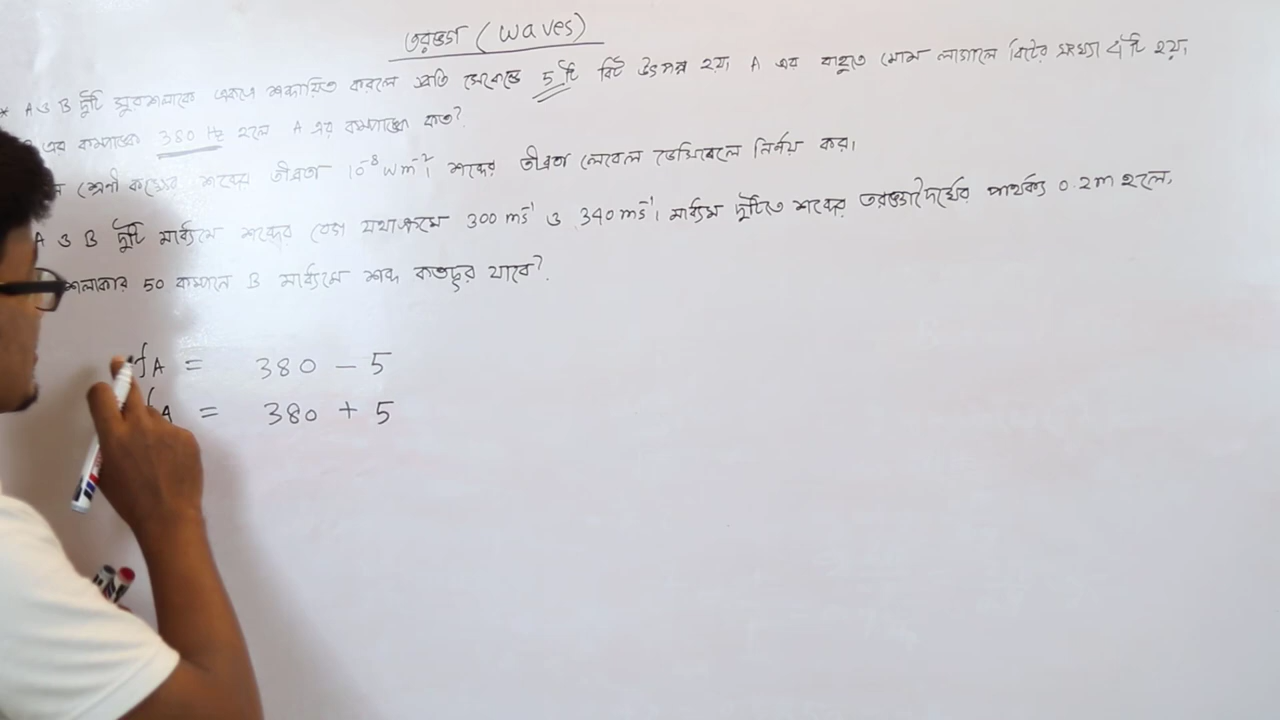 তরঙ্গ (Waves)
* A ও B দুটি সুরশলাকে একত্রে শব্দায়িত করলে প্রতি সেকেন্ডে 5 টি বিট উৎপন্ন হয়। A এর বাহুতে মোম লাগালে বিটের সংখ্যা 4 টি হয়।
এর কম্পাঙ্ক 380 Hz হলে A এর কম্পাঙ্ক কত?
শ্রেণী কক্ষের শব্দের তীব্রতা 10⁻⁸ Wm⁻²। শব্দের তীব্রতা লেবেল ডেসিবেলে নির্ণয় কর।
A ও B দুটি মাধ্যমে শব্দের বেগ যথাক্রমে 300 ms⁻¹ ও 340 ms⁻¹। মাধ্যম দুটিতে শব্দের তরঙ্গদৈর্ঘ্যের পার্থক্য 0.2m হলে,
শলাকার 50 কম্পনে B মাধ্যমে শব্দ কতদূর যাবে?
fA = 380 − 5
fA = 380 + 5